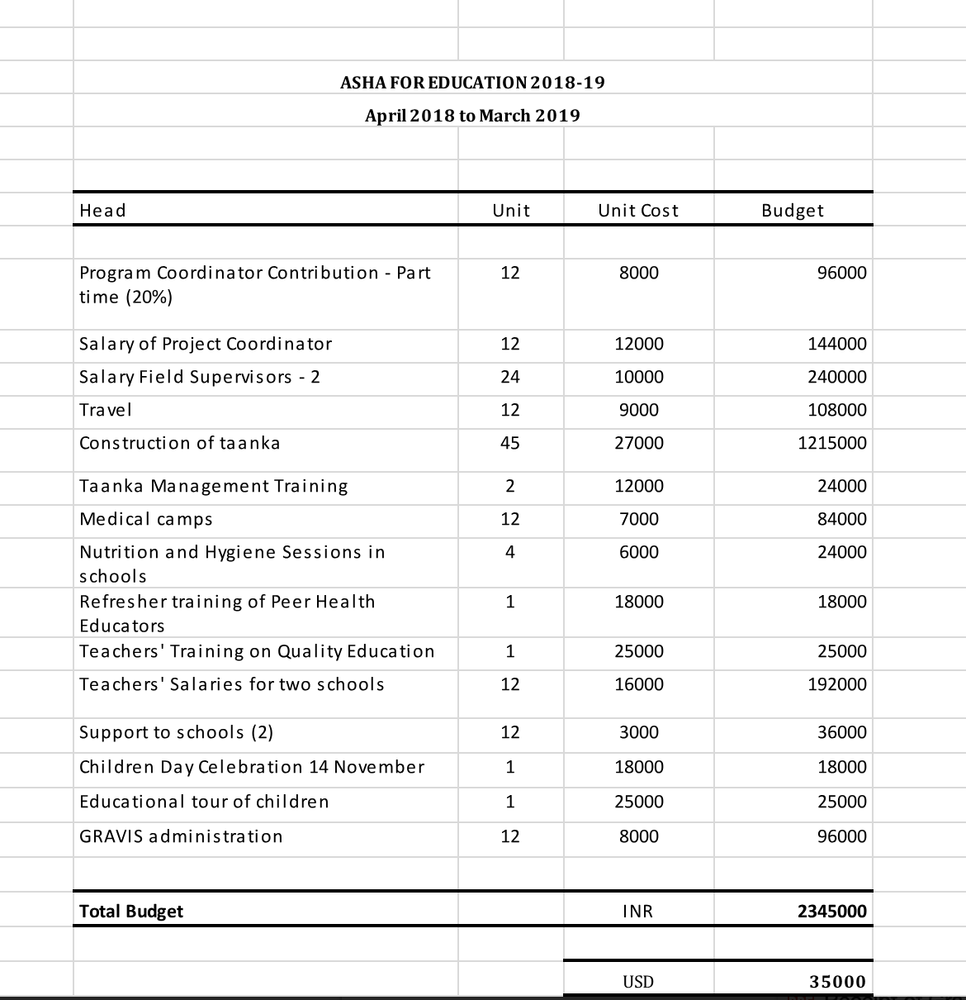 ASHA FOR EDUCATION 2018-19
April 2018 to March 2019
Head Unit Unit Cost Budget
Program Coordinator Contribution - Part 12 8000 96000
time (20%)
Salary of Project Coordinator 12 12000 144000
Salary Field Supervisors - 2 24 10000 240000
Travel 12 9000 108000
Construction of taanka 45 27000 1215000
Taanka Management Training 2 12000 24000
Medical camps 12 7000 84000
Nutrition and Hygiene Sessions in 4 6000 24000
schools
Refresher training of Peer Health 1 18000 18000
Educators
Teachers' Training on Quality Education 1 25000 25000
Teachers' Salaries for two schools 12 16000 192000
Support to schools (2) 12 3000 36000
Children Day Celebration 14 November 1 18000 18000
Educational tour of children 1 25000 25000
GRAVIS administration 12 8000 96000
Total Budget INR 2345000
USD 35000